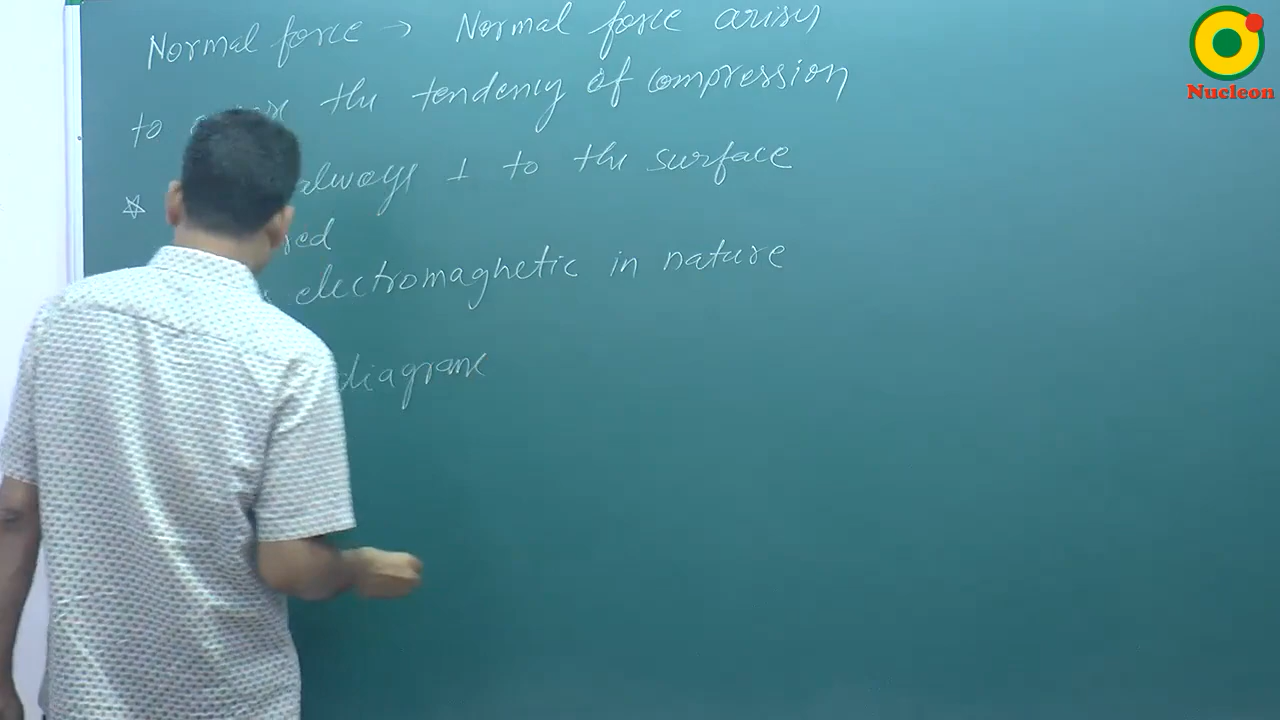 Normal force → Normal force arises
to the tendency of compression
always ⊥ to the surface
electromagnetic in nature
diagram
Nucleon